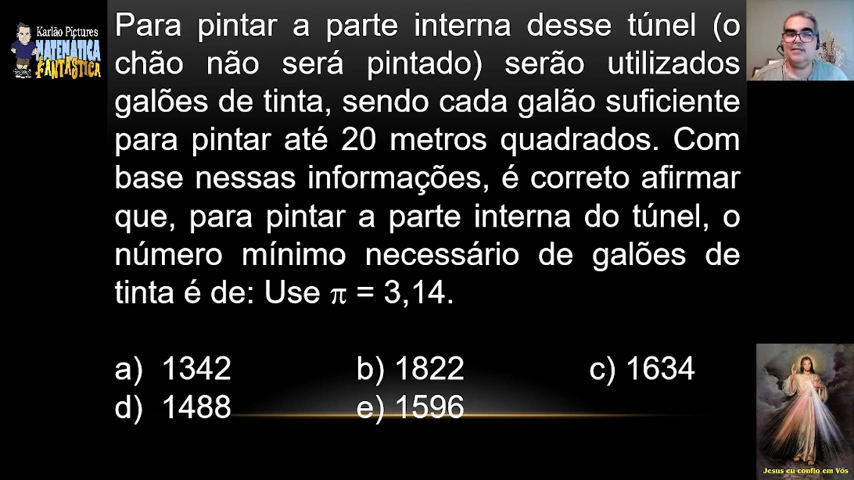 Karlão Pictures
MATEMÁTICA
FANTÁSTICA
Para pintar a parte interna desse túnel (o
chão não será pintado) serão utilizados
galões de tinta, sendo cada galão suficiente
para pintar até 20 metros quadrados. Com
base nessas informações, é correto afirmar
que, para pintar a parte interna do túnel, o
número mínimo necessário de galões de
tinta é de: Use π = 3,14.
a) 1342 b) 1822 c) 1634
d) 1488 e) 1596
Jesus eu confio em Vós